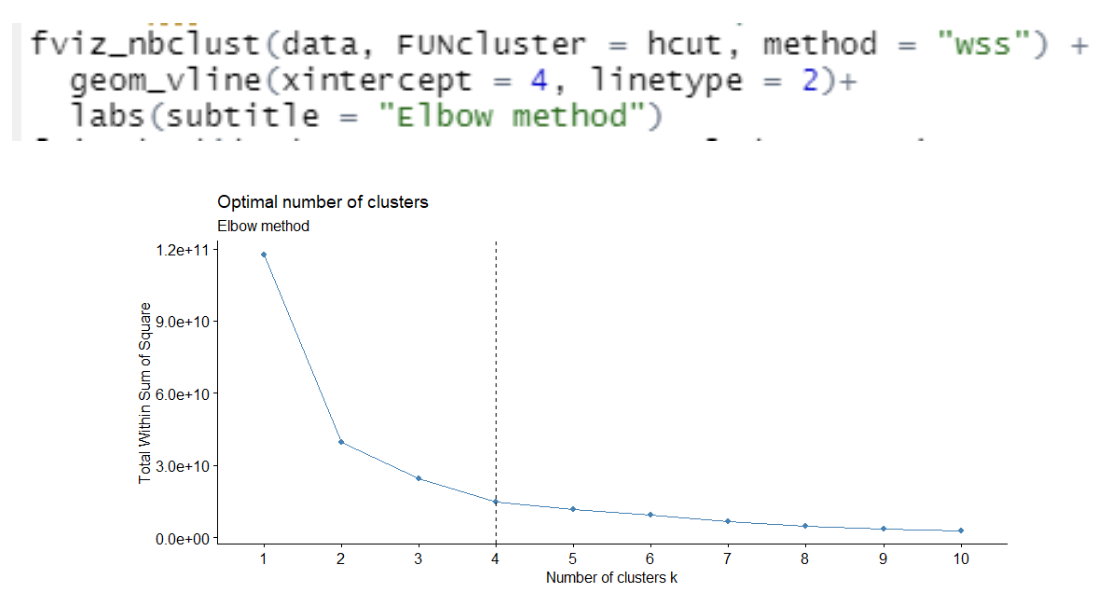 fviz_nbclust(data, FUNcluster = hcut, method = "wss") +
geom_vline(xintercept = 4, linetype = 2)+
labs(subtitle = "Elbow method")
Optimal number of clusters
Elbow method
Total Within Sum of Square
1.2e+11
9.0e+10
6.0e+10
3.0e+10
0.0e+00
1 2 3 4 5 6 7 8 9 10
Number of clusters k